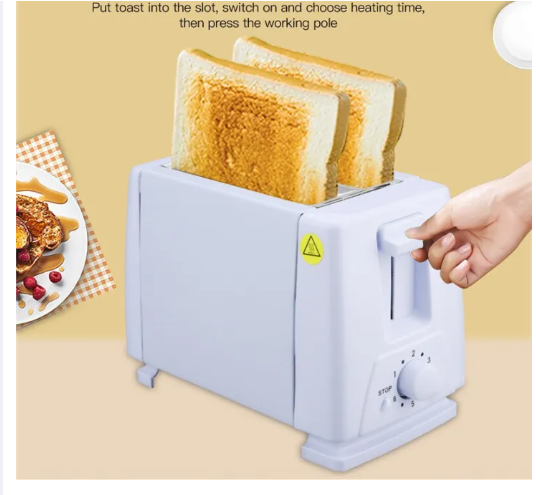 Put toast into the slot, switch on and choose heating time,
then press the working pole
2
1 3
STOP
6 5